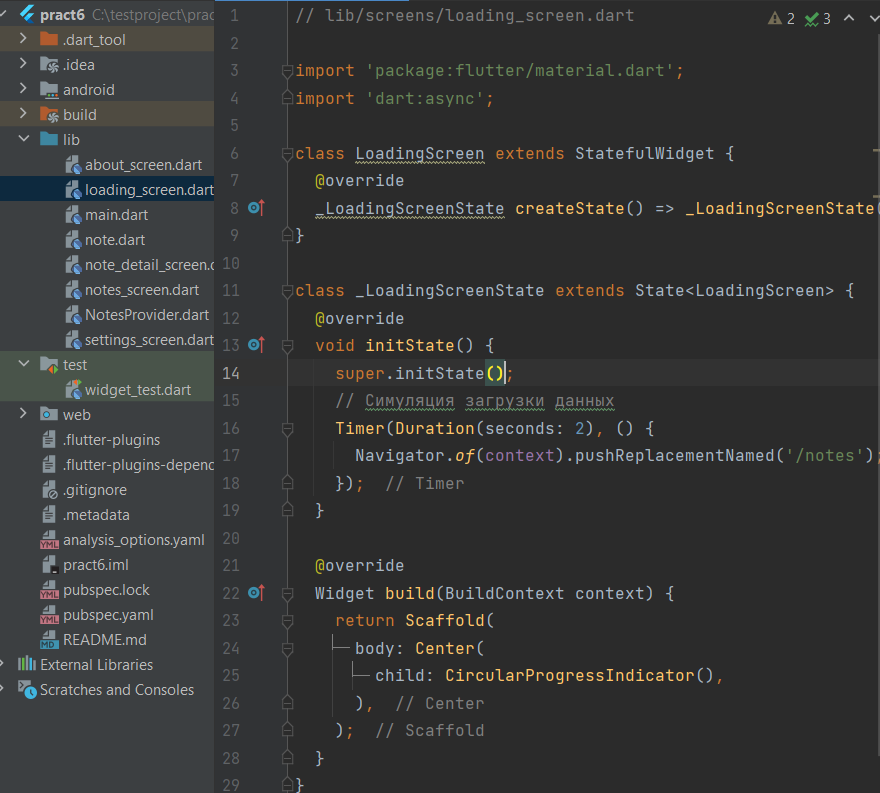 pract6 C:\testproject\prac
.dart_tool
.idea
android
build
lib
about_screen.dart
loading_screen.dart
main.dart
note.dart
note_detail_screen.c
notes_screen.dart
NotesProvider.dart
settings_screen.dart
test
widget_test.dart
web
.flutter-plugins
.flutter-plugins-depenc
.gitignore
.metadata
analysis_options.yaml
pract6.iml
pubspec.lock
pubspec.yaml
README.md
External Libraries
Scratches and Consoles
2 3
1 // lib/screens/loading_screen.dart
2
3 import 'package:flutter/material.dart';
4 import 'dart:async';
5
6 class LoadingScreen extends StatefulWidget {
7 @override
8 _LoadingScreenState createState() => _LoadingScreenState(
9 }
10
11 class _LoadingScreenState extends State<LoadingScreen> {
12 @override
13 void initState() {
14 super.initState();
15 // Симуляция загрузки данных
16 Timer(Duration(seconds: 2), () {
17 Navigator.of(context).pushReplacementNamed('/notes');
18 }); // Timer
19 }
20
21 @override
22 Widget build(BuildContext context) {
23 return Scaffold(
24 body: Center(
25 child: CircularProgressIndicator(),
26 ), // Center
27 ); // Scaffold
28 }
29 }